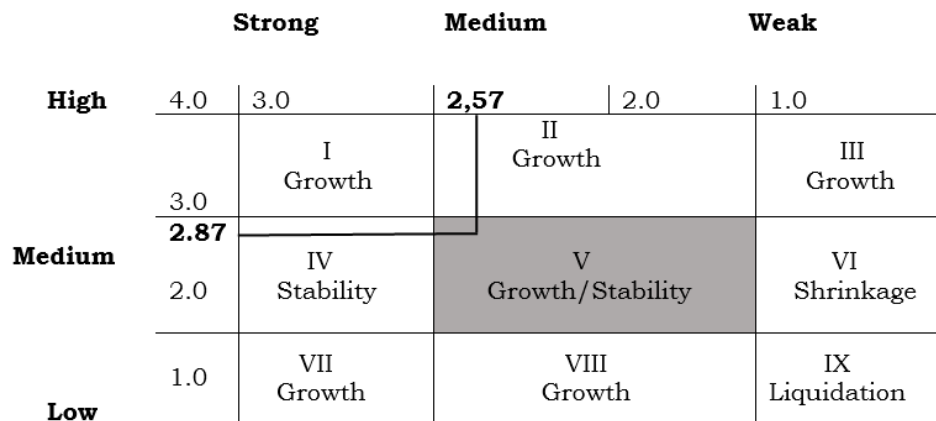 Strong Medium Weak
High 4.0 3.0 2,57 2.0 1.0
I II III
Growth Growth Growth
3.0
2.87
Medium
IV V VI
2.0 Stability Growth/Stability Shrinkage
VII VIII IX
1.0 Growth Growth Liquidation
Low